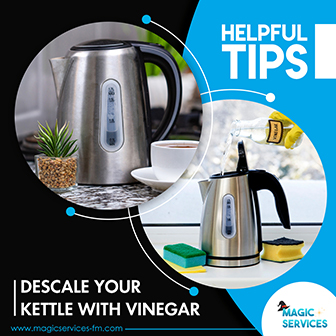 HELPFUL
TIPS
DESCALE YOUR
KETTLE WITH VINEGAR
www.magicservices-fm.com
MAGIC
SERVICES